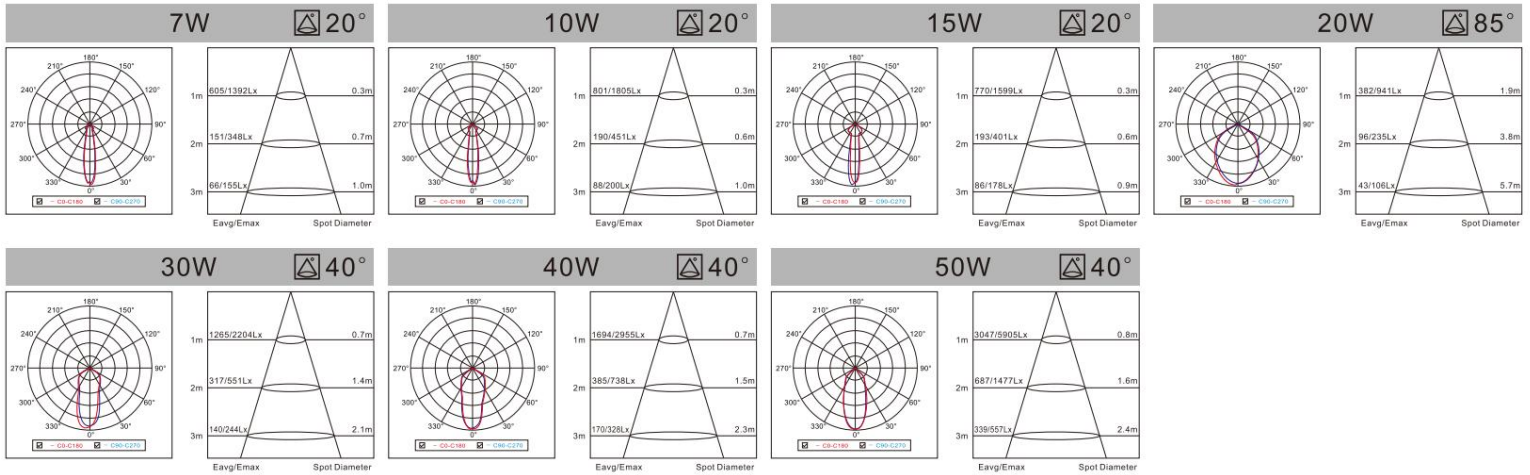 7W 20°
180°
210° 150°
240° 120°
270° 90°
300° 60°
330° 30°
0°
C0-C180 C90-C270
605/1392Lx 0.3m
1m
151/348Lx 0.7m
2m
66/155Lx 1.0m
3m
Eavg/Emax Spot Diameter
10W 20°
180°
210° 150°
240° 120°
270° 90°
300° 60°
330° 30°
0°
C0-C180 C90-C270
801/1805Lx 0.3m
1m
190/451Lx 0.6m
2m
88/200Lx 1.0m
3m
Eavg/Emax Spot Diameter
15W 20°
180°
210° 150°
240° 120°
270° 90°
300° 60°
330° 30°
0°
C0-C180 C90-C270
770/1599Lx 0.3m
1m
193/401Lx 0.6m
2m
86/178Lx 0.9m
3m
Eavg/Emax Spot Diameter
20W 85°
180°
210° 150°
240° 120°
270° 90°
300° 60°
330° 30°
0°
C0-C180 C90-C270
382/941Lx 1.9m
1m
96/235Lx 3.8m
2m
43/106Lx 5.7m
3m
Eavg/Emax Spot Diameter
30W 40°
180°
210° 150°
240° 120°
270° 90°
300° 60°
330° 30°
0°
C0-C180 C90-C270
1265/2204Lx 0.7m
1m
317/551Lx 1.4m
2m
140/244Lx 2.1m
3m
Eavg/Emax Spot Diameter
40W 40°
180°
210° 150°
240° 120°
270° 90°
300° 60°
330° 30°
0°
C0-C180 C90-C270
1694/2955Lx 0.7m
1m
385/738Lx 1.5m
2m
170/328Lx 2.3m
3m
Eavg/Emax Spot Diameter
50W 40°
180°
210° 150°
240° 120°
270° 90°
300° 60°
330° 30°
0°
C0-C180 C90-C270
3047/5905Lx 0.8m
1m
687/1477Lx 1.6m
2m
339/557Lx 2.4m
3m
Eavg/Emax Spot Diameter